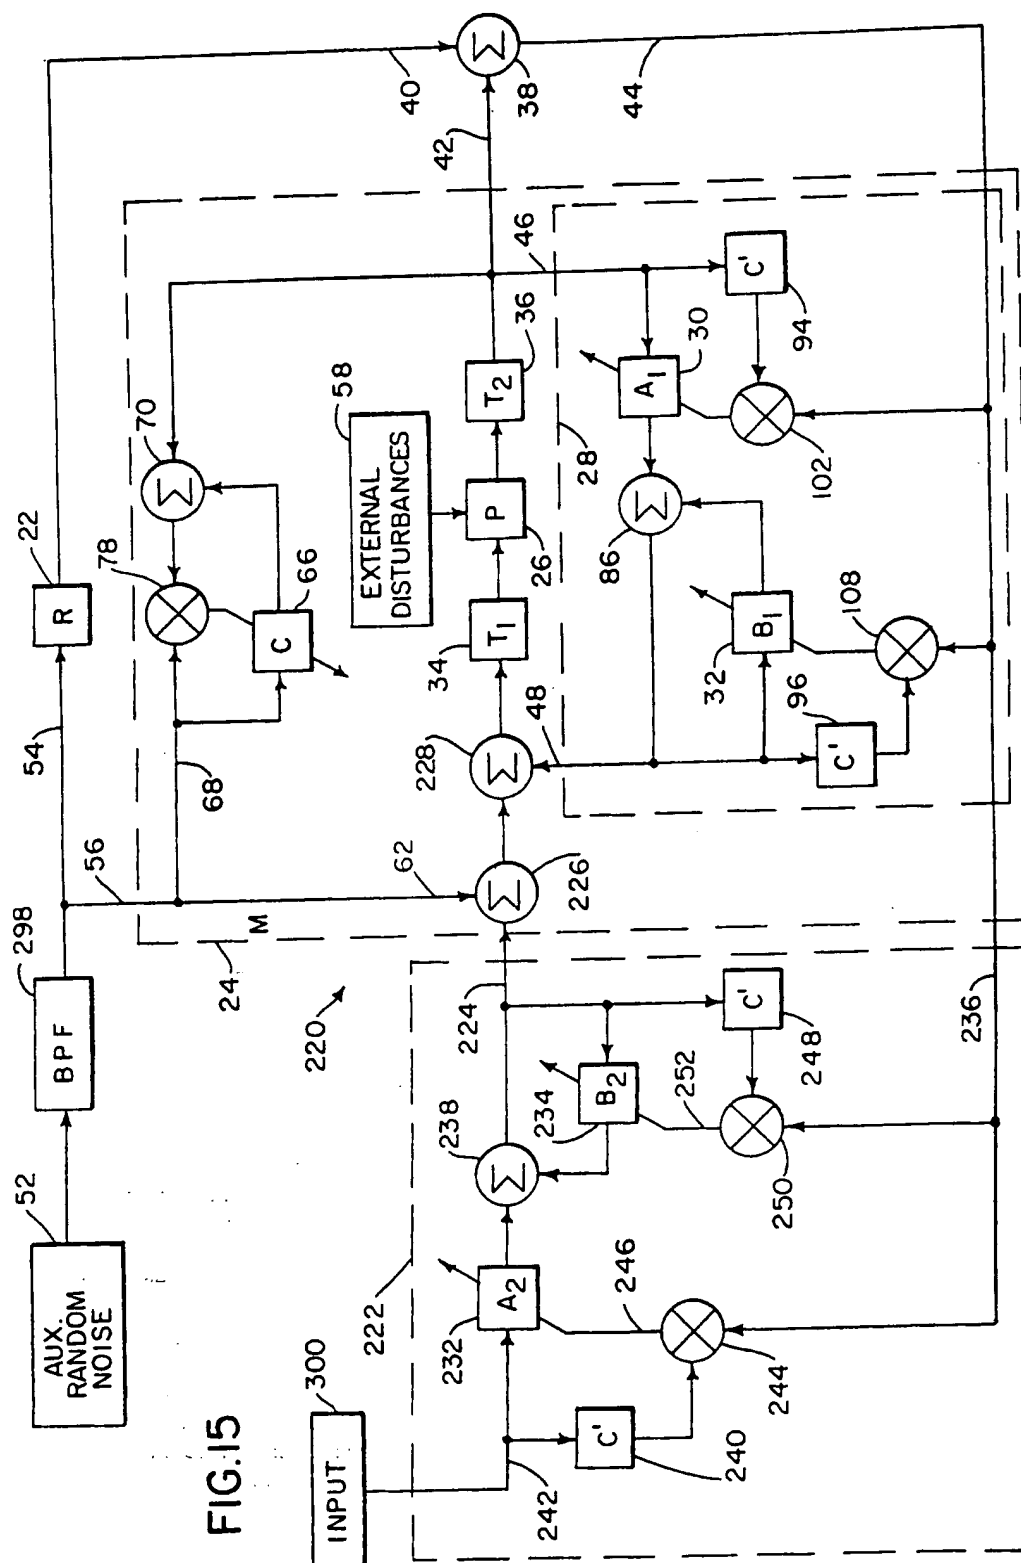 FIG.15
AUX.
RANDOM
NOISE
52
BPF
298
54
R
22
40
Σ
38
44
56
24
M
68
78
70
Σ
C
66
42
58
EXTERNAL
DISTURBANCES
INPUT
300
220
222
242
A2
232
Σ
238
224
62
Σ
226
Σ
228
34
T1
P
26
T2
36
46
48
28
C'
240
246
244
234
B2
252
C'
248
250
86
Σ
A1
30
C'
94
102
32
B1
96
C'
108
236